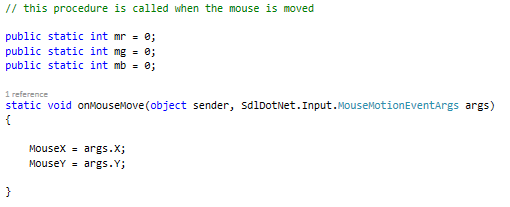 // this procedure is called when the mouse is moved
public static int mr = 0;
public static int mg = 0;
public static int mb = 0;
1 reference
static void onMouseMove(object sender, SdlDotNet.Input.MouseMotionEventArgs args)
{
MouseX = args.X;
MouseY = args.Y;
}